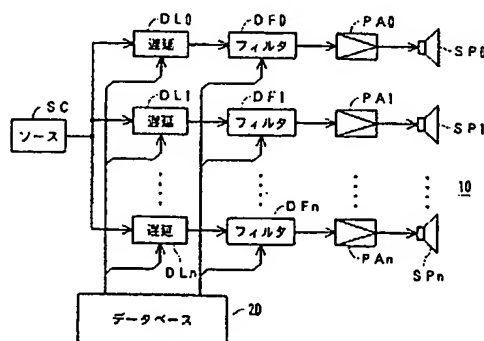 DL0 DF0 PA0
遅延 フィルタ
SP0
SC DL1 DF1 PA1
ソース 遅延 フィルタ
SP1
10
DFn
遅延 フィルタ
DLn PAn SPn
データベース 20